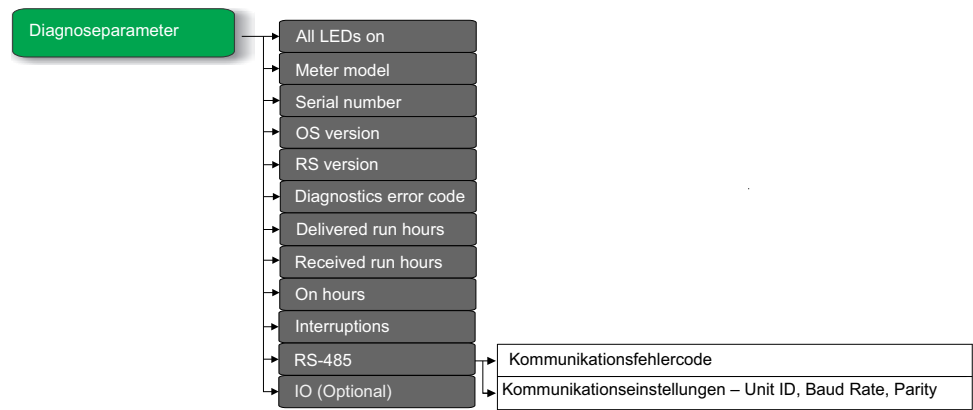 Diagnoseparameter
All LEDs on
Meter model
Serial number
OS version
RS version
Diagnostics error code
Delivered run hours
Received run hours
On hours
Interruptions
RS-485
Kommunikationsfehlercode
IO (Optional)
Kommunikationseinstellungen – Unit ID, Baud Rate, Parity